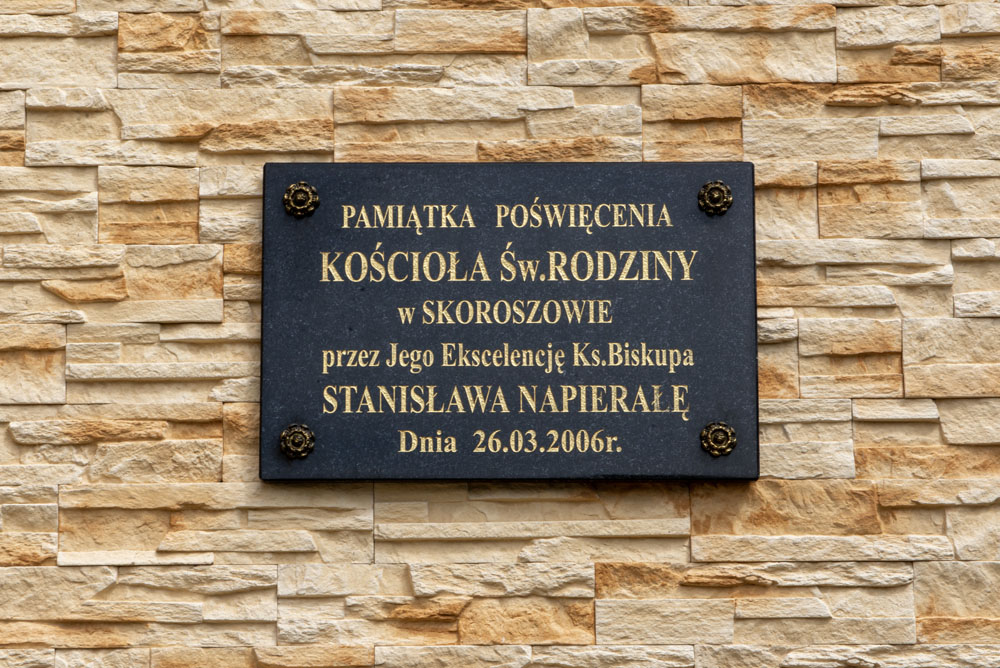 PAMIĄTKA POŚWIĘCENIA
KOŚCIOŁA Św.RODZINY
w SKOROSZOWIE
przez Jego Ekscelencję Ks.Biskupa
STANISŁAWA NAPIERAŁĘ
Dnia 26.03.2006r.